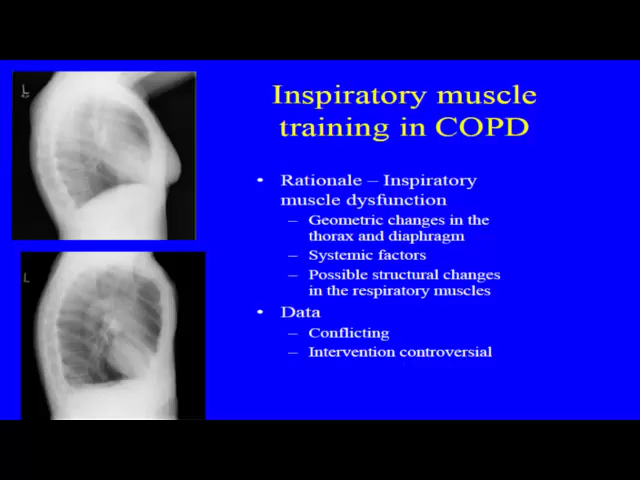 L
Inspiratory muscle
training in COPD
• Rationale – Inspiratory
muscle dysfunction
– Geometric changes in the
thorax and diaphragm
– Systemic factors
– Possible structural changes
in the respiratory muscles
• Data
– Conflicting
– Intervention controversial
L